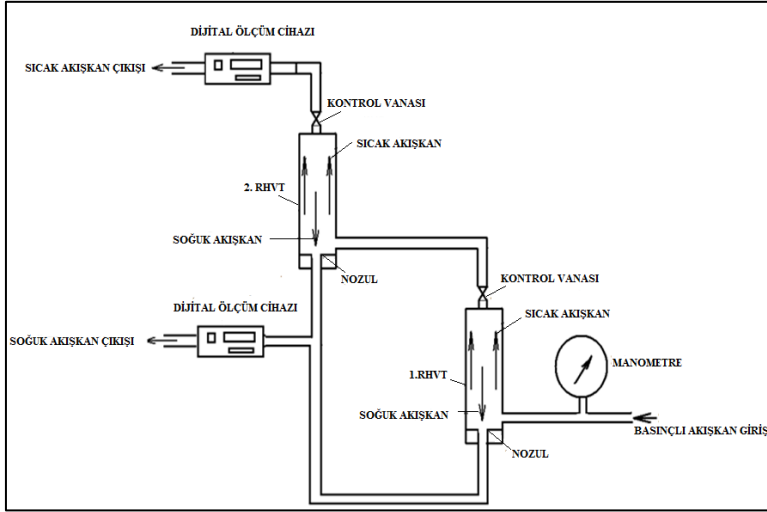 DİJİTAL ÖLÇÜM CİHAZI
SICAK AKIŞKAN ÇIKIŞI
KONTROL VANASI
SICAK AKIŞKAN
2. RHVT
SOĞUK AKIŞKAN
NOZUL
KONTROL VANASI
DİJİTAL ÖLÇÜM CİHAZI
SICAK AKIŞKAN
SOĞUK AKIŞKAN ÇIKIŞI
MANOMETRE
1.RHVT
SOĞUK AKIŞKAN
BASINÇLI AKIŞKAN GİRİŞ
NOZUL